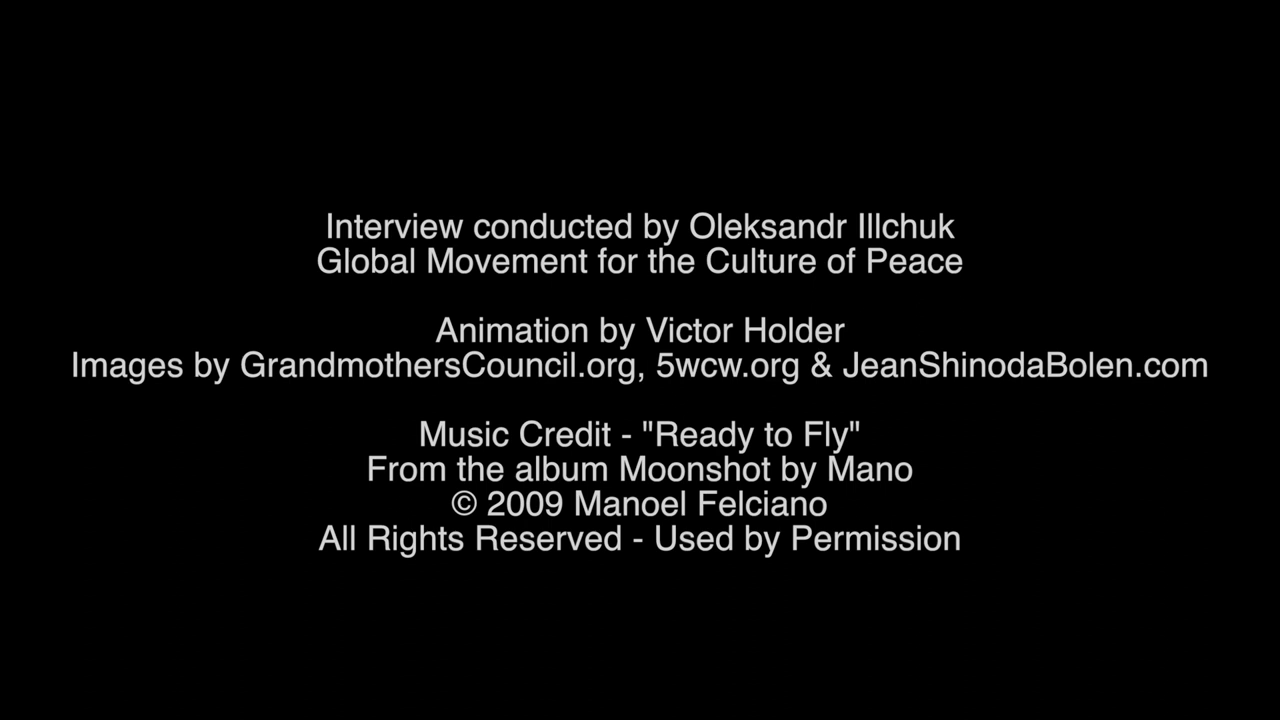 Interview conducted by Oleksandr Illchuk
Global Movement for the Culture of Peace
Animation by Victor Holder
Images by GrandmothersCouncil.org, 5wcw.org & JeanShinodaBolen.com
Music Credit - "Ready to Fly"
From the album Moonshot by Mano
© 2009 Manoel Felciano
All Rights Reserved - Used by Permission